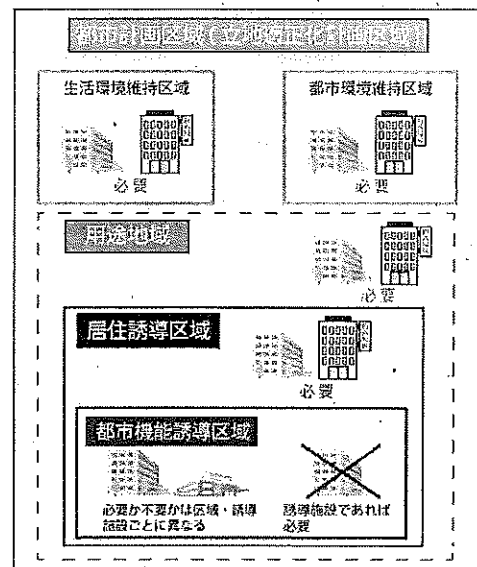 都市計画区域（立地適正化計画区域）
生活環境維持区域
都市環境維持区域
必要
必要
用途地域
必要
居住誘導区域
必要
都市機能誘導区域
必要か不要かは区域・誘導
施設ごとに異なる
誘導施設であれば
必要